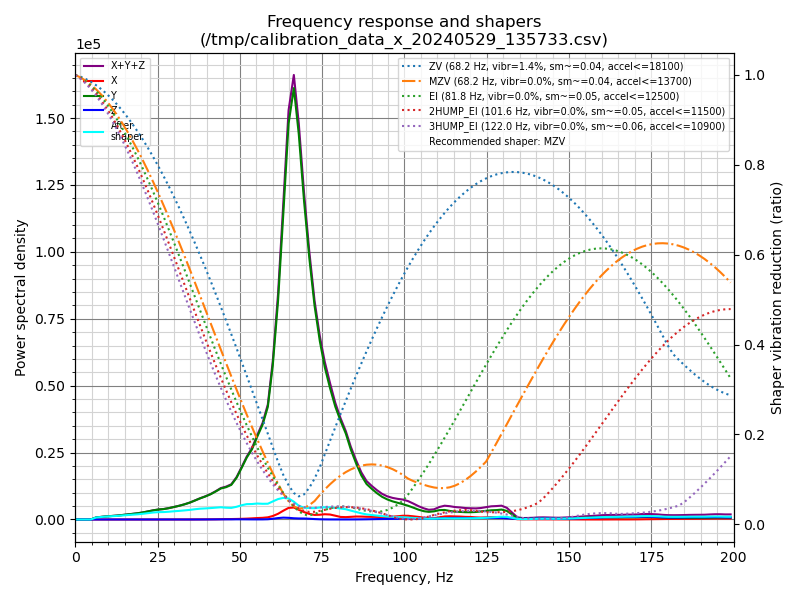 Frequency response and shapers
(/tmp/calibration_data_x_20240529_135733.csv)
1e5
X+Y+Z
X
Y
Z
After
shaper
ZV (68.2 Hz, vibr=1.4%, sm~=0.04, accel<=18100)
MZV (68.2 Hz, vibr=0.0%, sm~=0.04, accel<=13700)
EI (81.8 Hz, vibr=0.0%, sm~=0.05, accel<=12500)
2HUMP_EI (101.6 Hz, vibr=0.0%, sm~=0.05, accel<=11500)
3HUMP_EI (122.0 Hz, vibr=0.0%, sm~=0.06, accel<=10900)
Recommended shaper: MZV
Power spectral density
1.50
1.25
1.00
0.75
0.50
0.25
0.00
1.0
0.8
0.6
0.4
0.2
0.0
Shaper vibration reduction (ratio)
0 25 50 75 100 125 150 175 200
Frequency, Hz